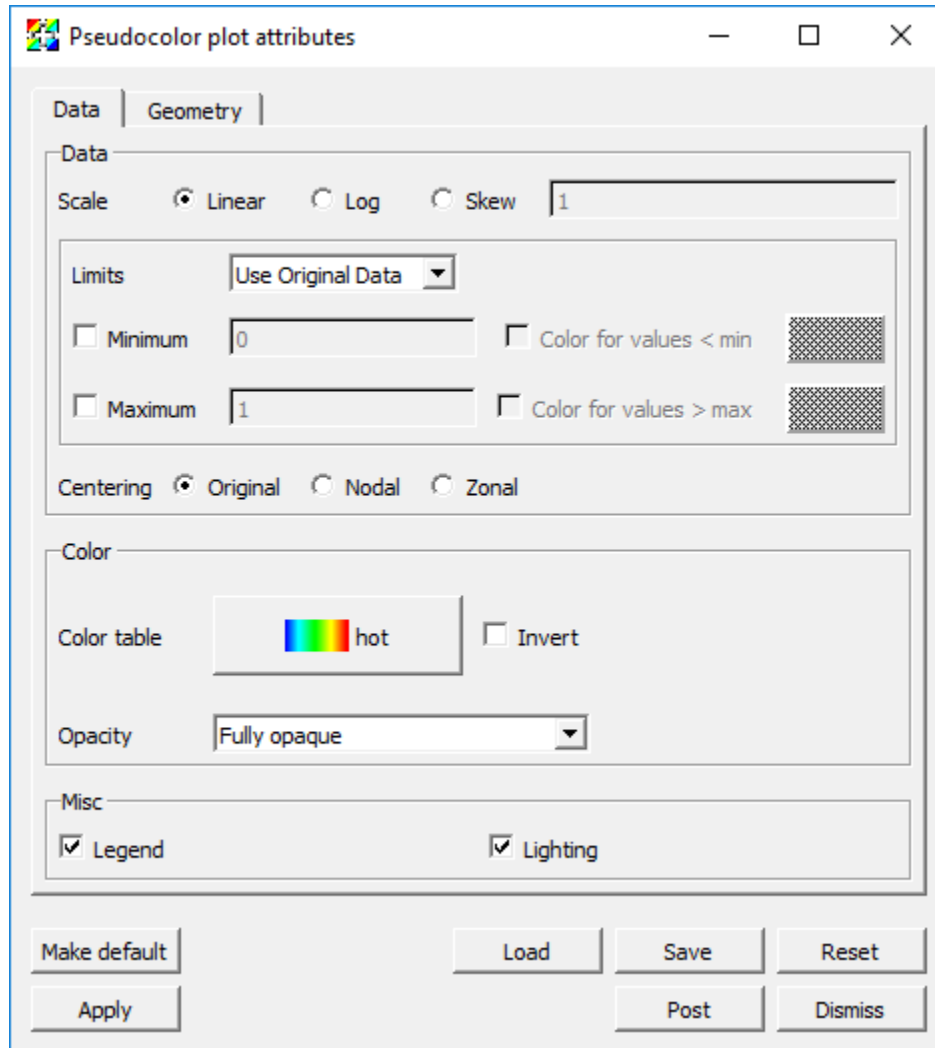 Pseudocolor plot attributes
Data Geometry
Data
Scale Linear Log Skew 1
Limits Use Original Data
Minimum 0 Color for values < min
Maximum 1 Color for values > max
Centering Original Nodal Zonal
Color
Color table hot Invert
Opacity Fully opaque
Misc
Legend Lighting
Make default Load Save Reset
Apply Post Dismiss